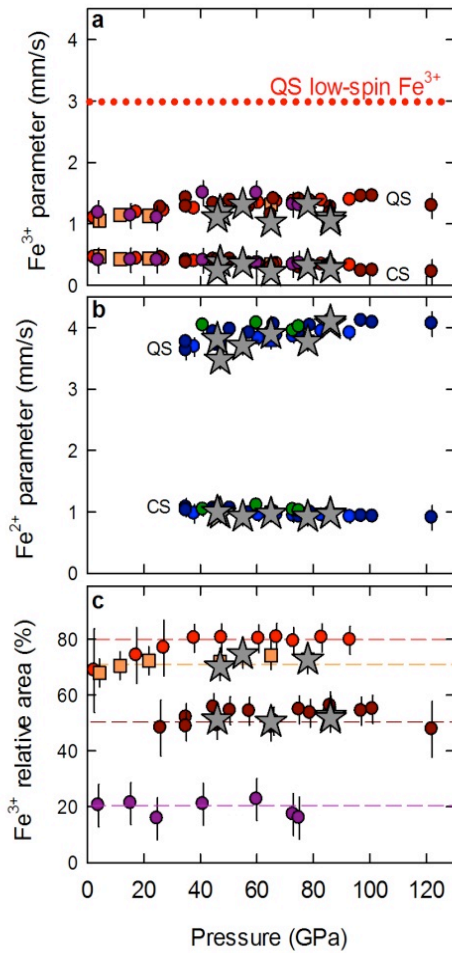 a
4
3
2
1
0
Fe³⁺ parameter (mm/s)
QS low-spin Fe³⁺
QS
CS
b
4
3
2
1
0
Fe²⁺ parameter (mm/s)
QS
CS
c
100
80
60
40
20
0
Fe³⁺ relative area (%)
0 20 40 60 80 100 120
Pressure (GPa)